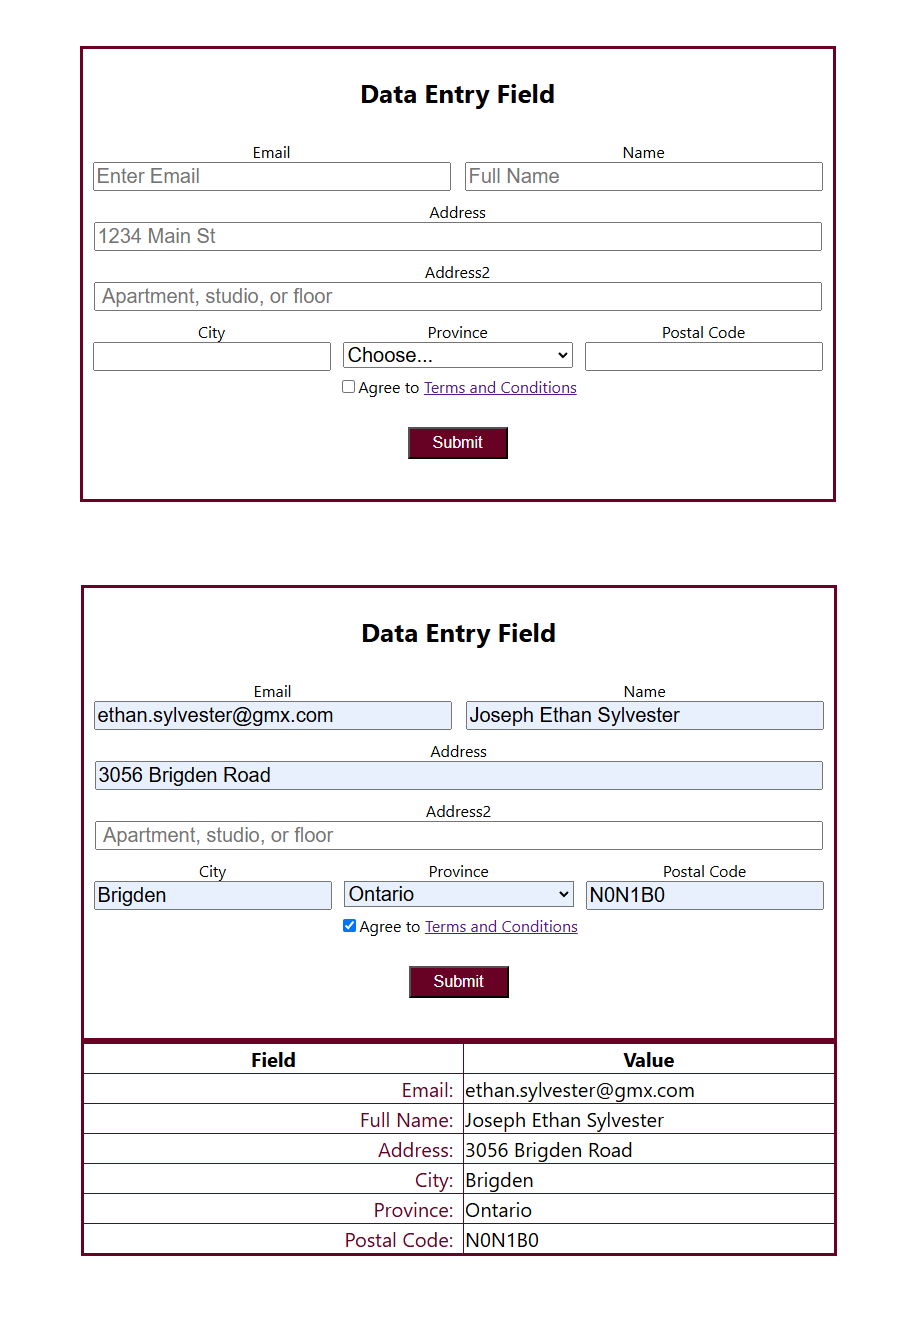 Data Entry Field
Email Name
Enter Email Full Name
Address
1234 Main St
Address2
Apartment, studio, or floor
City Province Postal Code
Choose...
Agree to Terms and Conditions
Submit
Data Entry Field
Email Name
ethan.sylvester@gmx.com Joseph Ethan Sylvester
Address
3056 Brigden Road
Address2
Apartment, studio, or floor
City Province Postal Code
Brigden Ontario N0N1B0
Agree to Terms and Conditions
Submit
Field Value
Email: ethan.sylvester@gmx.com
Full Name: Joseph Ethan Sylvester
Address: 3056 Brigden Road
City: Brigden
Province: Ontario
Postal Code: N0N1B0